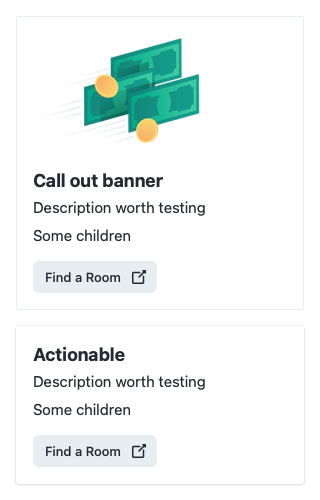 Call out banner
Description worth testing
Some children
Find a Room
Actionable
Description worth testing
Some children
Find a Room